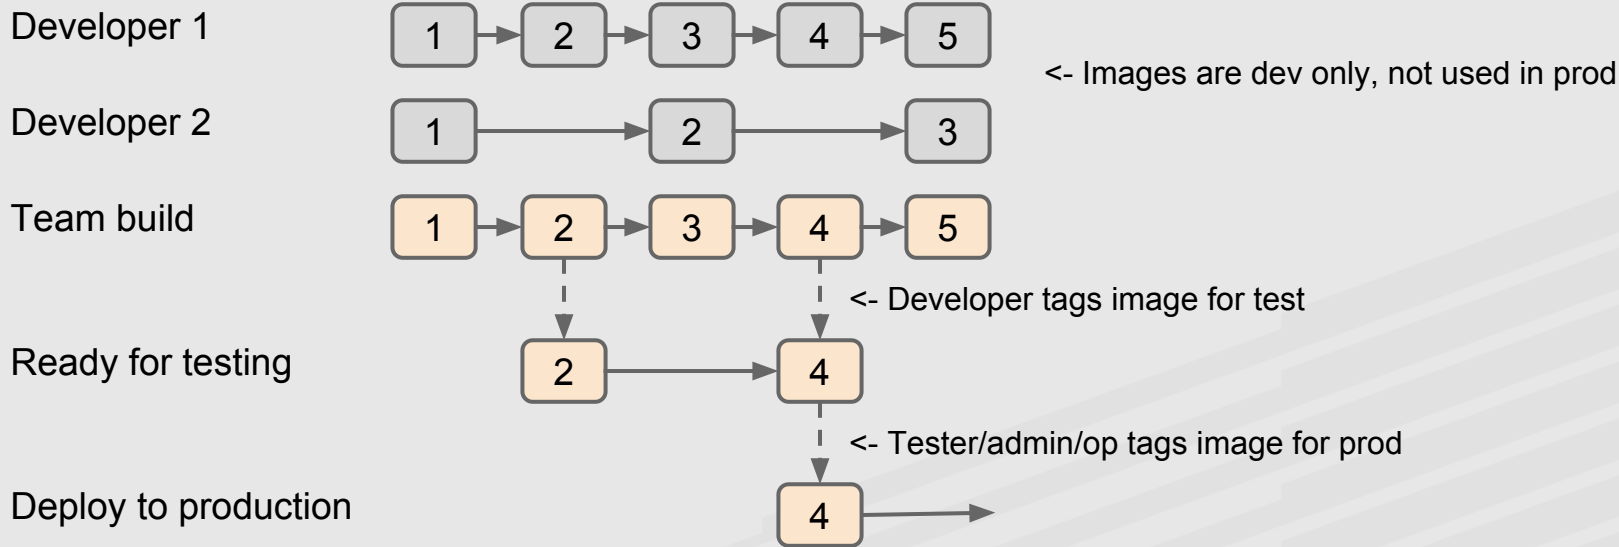 Developer 1
1 2 3 4 5
<- Images are dev only, not used in prod
Developer 2
1 2 3
Team build
1 2 3 4 5
<- Developer tags image for test
Ready for testing
2 4
<- Tester/admin/op tags image for prod
Deploy to production
4